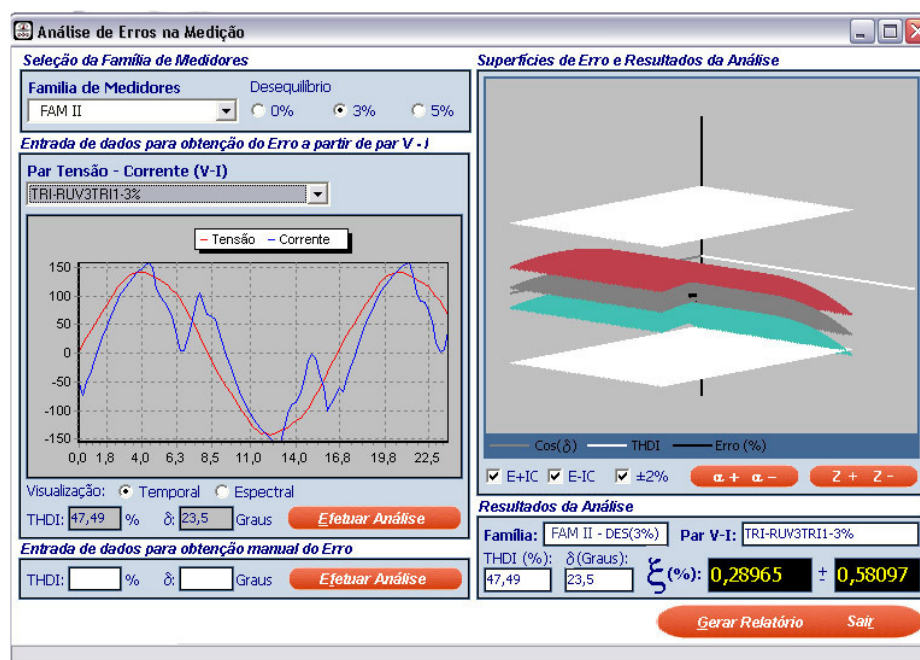 Análise de Erros na Medição
Seleção da Família de Medidores
Familia de Medidores
Desequilíbrio
FAM II
0%
3%
5%
Entrada de dados para obtenção do Erro a partir de par V - I
Par Tensão - Corrente (V-I)
TRI-RUV3TRI1-3%
Tensão
Corrente
150
100
50
0
-50
-100
-150
0,0 1,8 4,0 6,3 8,5 11,0 14,0 16,8 19,8 22,5
Visualização: Temporal Espectral
THDI: 47,49 % δ: 23,5 Graus Efetuar Análise
Entrada de dados para obtenção manual do Erro
THDI: % δ: Graus Efetuar Análise
Superfícies de Erro e Resultados da Análise
Cos(δ) THDI Erro (%)
E+IC E-IC ±2% α + α - Z + Z -
Resultados da Análise
Família: FAM II - DES(3%) Par V-I: TRI-RUV3TRI1-3%
THDI (%): δ(Graus):
47,49 23,5 ξ(%): 0,28965 ± 0,58097
Gerar Relatório Sair